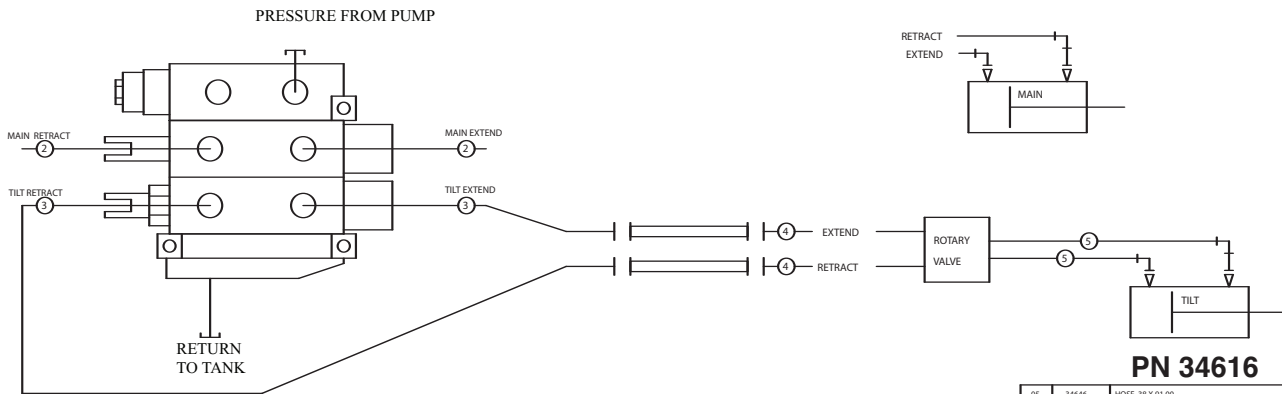 PRESSURE FROM PUMP
RETRACT
EXTEND
MAIN
MAIN RETRACT
2
MAIN EXTEND
2
TILT RETRACT
3
TILT EXTEND
3
4
EXTEND
4
RETRACT
ROTARY
VALVE
5
5
TILT
RETURN
TO TANK
PN 34616